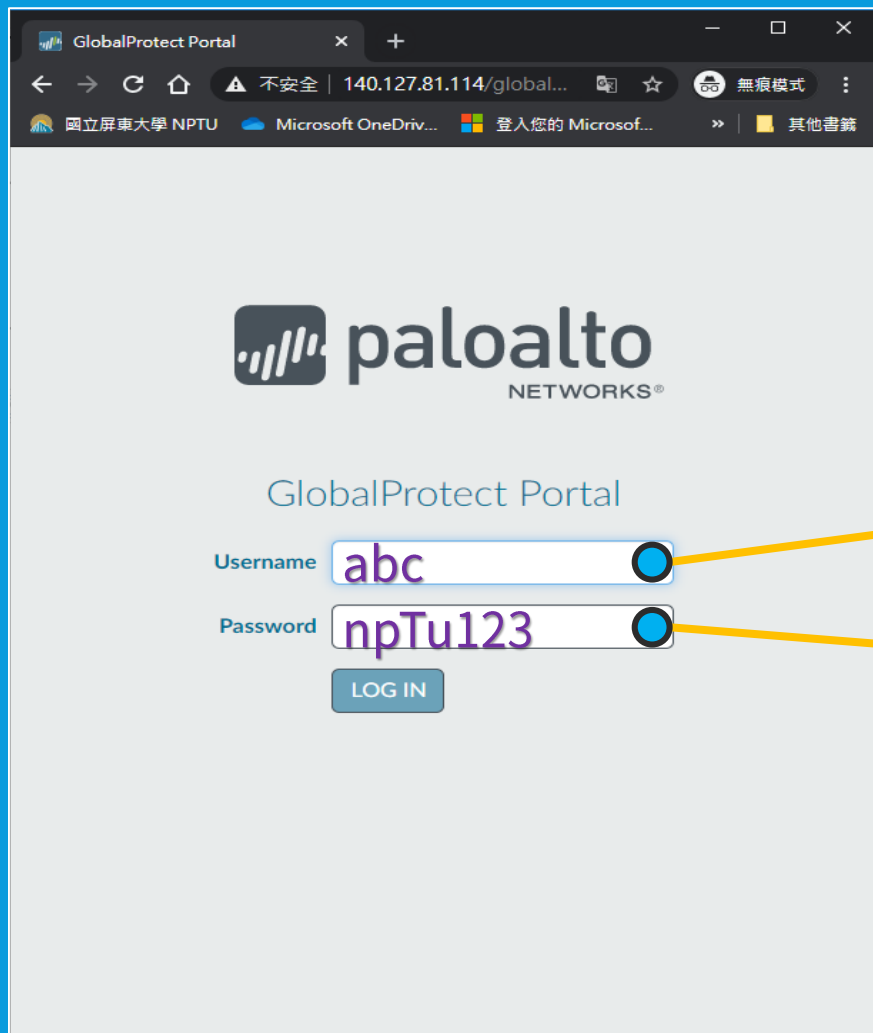 GlobalProtect Portal
不安全 | 140.127.81.114/global... 無痕模式
國立屏東大學 NPTU Microsoft OneDriv... 登入您的 Microsof... » 其他書籤
paloalto
NETWORKS®
GlobalProtect Portal
Username abc
Password npTu123
LOG IN